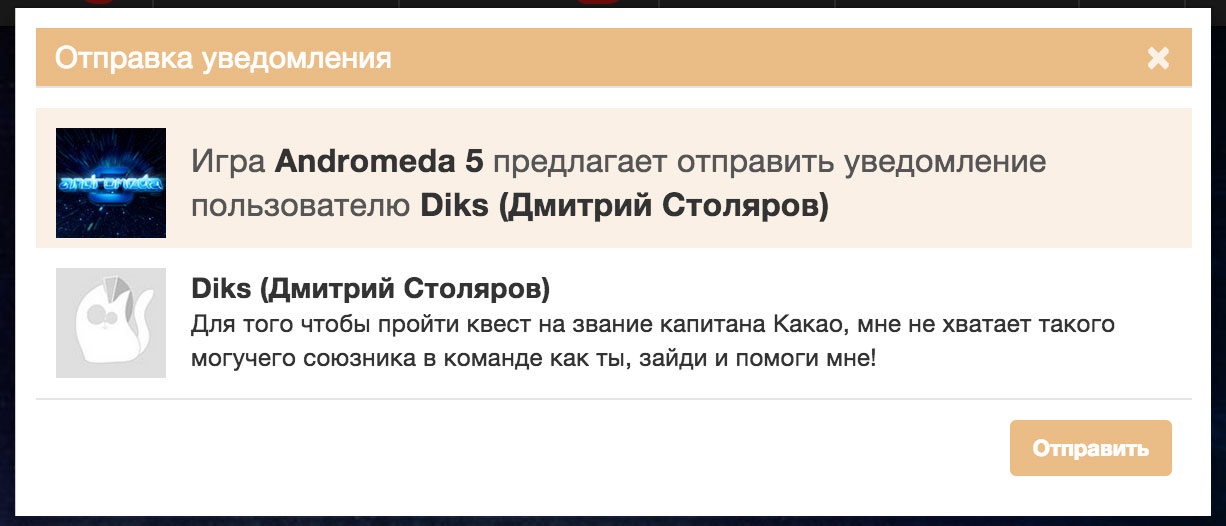 Отправка уведомления
andromeda
Игра Andromeda 5 предлагает отправить уведомление
пользователю Diks (Дмитрий Столяров)
Diks (Дмитрий Столяров)
Для того чтобы пройти квест на звание капитана Какао, мне не хватает такого
могучего союзника в команде как ты, зайди и помоги мне!
Отправить